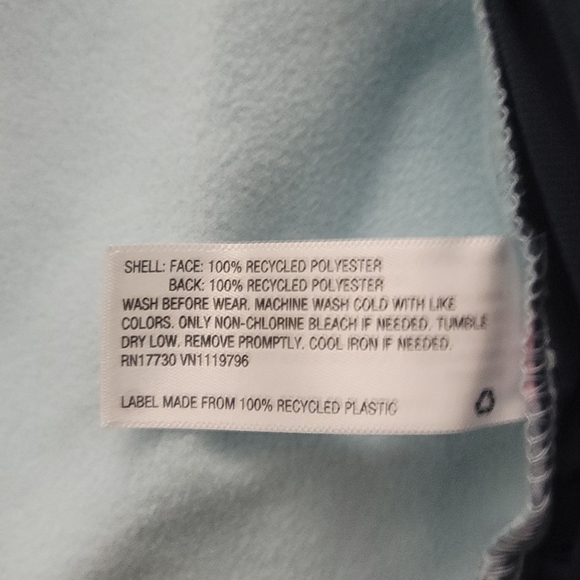 SHELL: FACE: 100% RECYCLED POLYESTER
BACK: 100% RECYCLED POLYESTER
WASH BEFORE WEAR. MACHINE WASH COLD WITH LIKE
COLORS. ONLY NON-CHLORINE BLEACH IF NEEDED. TUMBLE
DRY LOW. REMOVE PROMPTLY. COOL IRON IF NEEDED.
RN17730 VN1119796
LABEL MADE FROM 100% RECYCLED PLASTIC